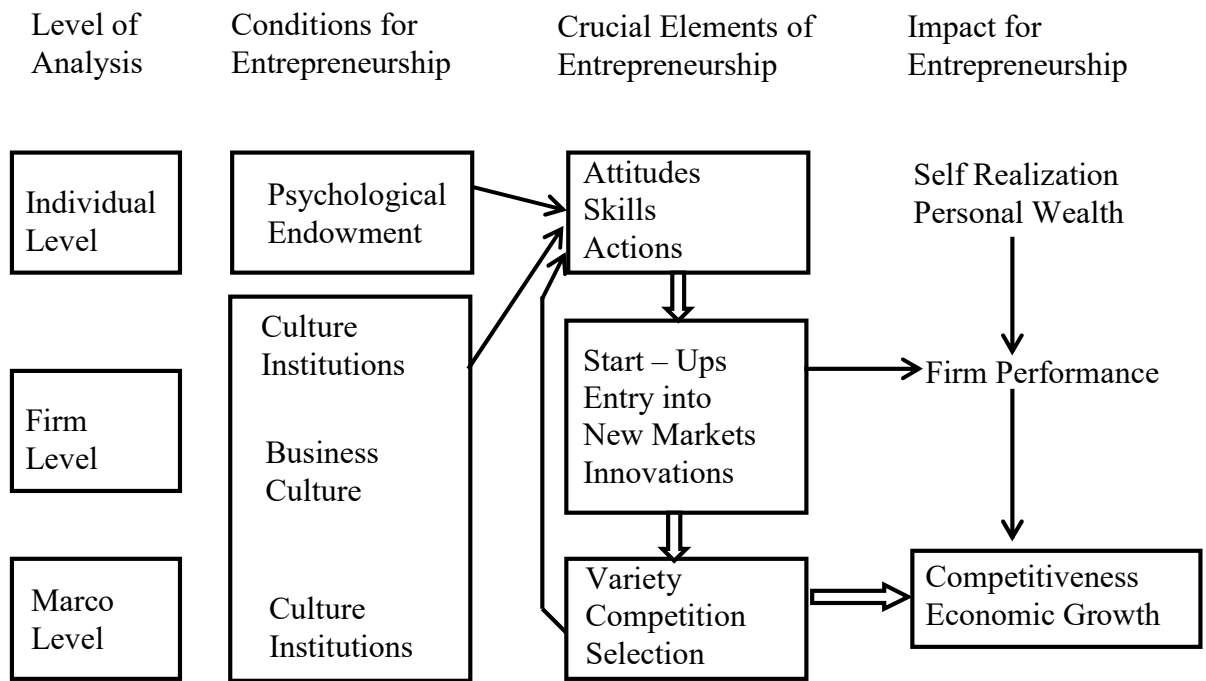 Level of
Analysis
Conditions for
Entrepreneurship
Crucial Elements of
Entrepreneurship
Impact for
Entrepreneurship
Individual
Level
Psychological
Endowment
Attitudes
Skills
Actions
Self Realization
Personal Wealth
Culture
Institutions
Firm
Level
Business
Culture
Start – Ups
Entry into
New Markets
Innovations
Firm Performance
Marco
Level
Culture
Institutions
Variety
Competition
Selection
Competitiveness
Economic Growth